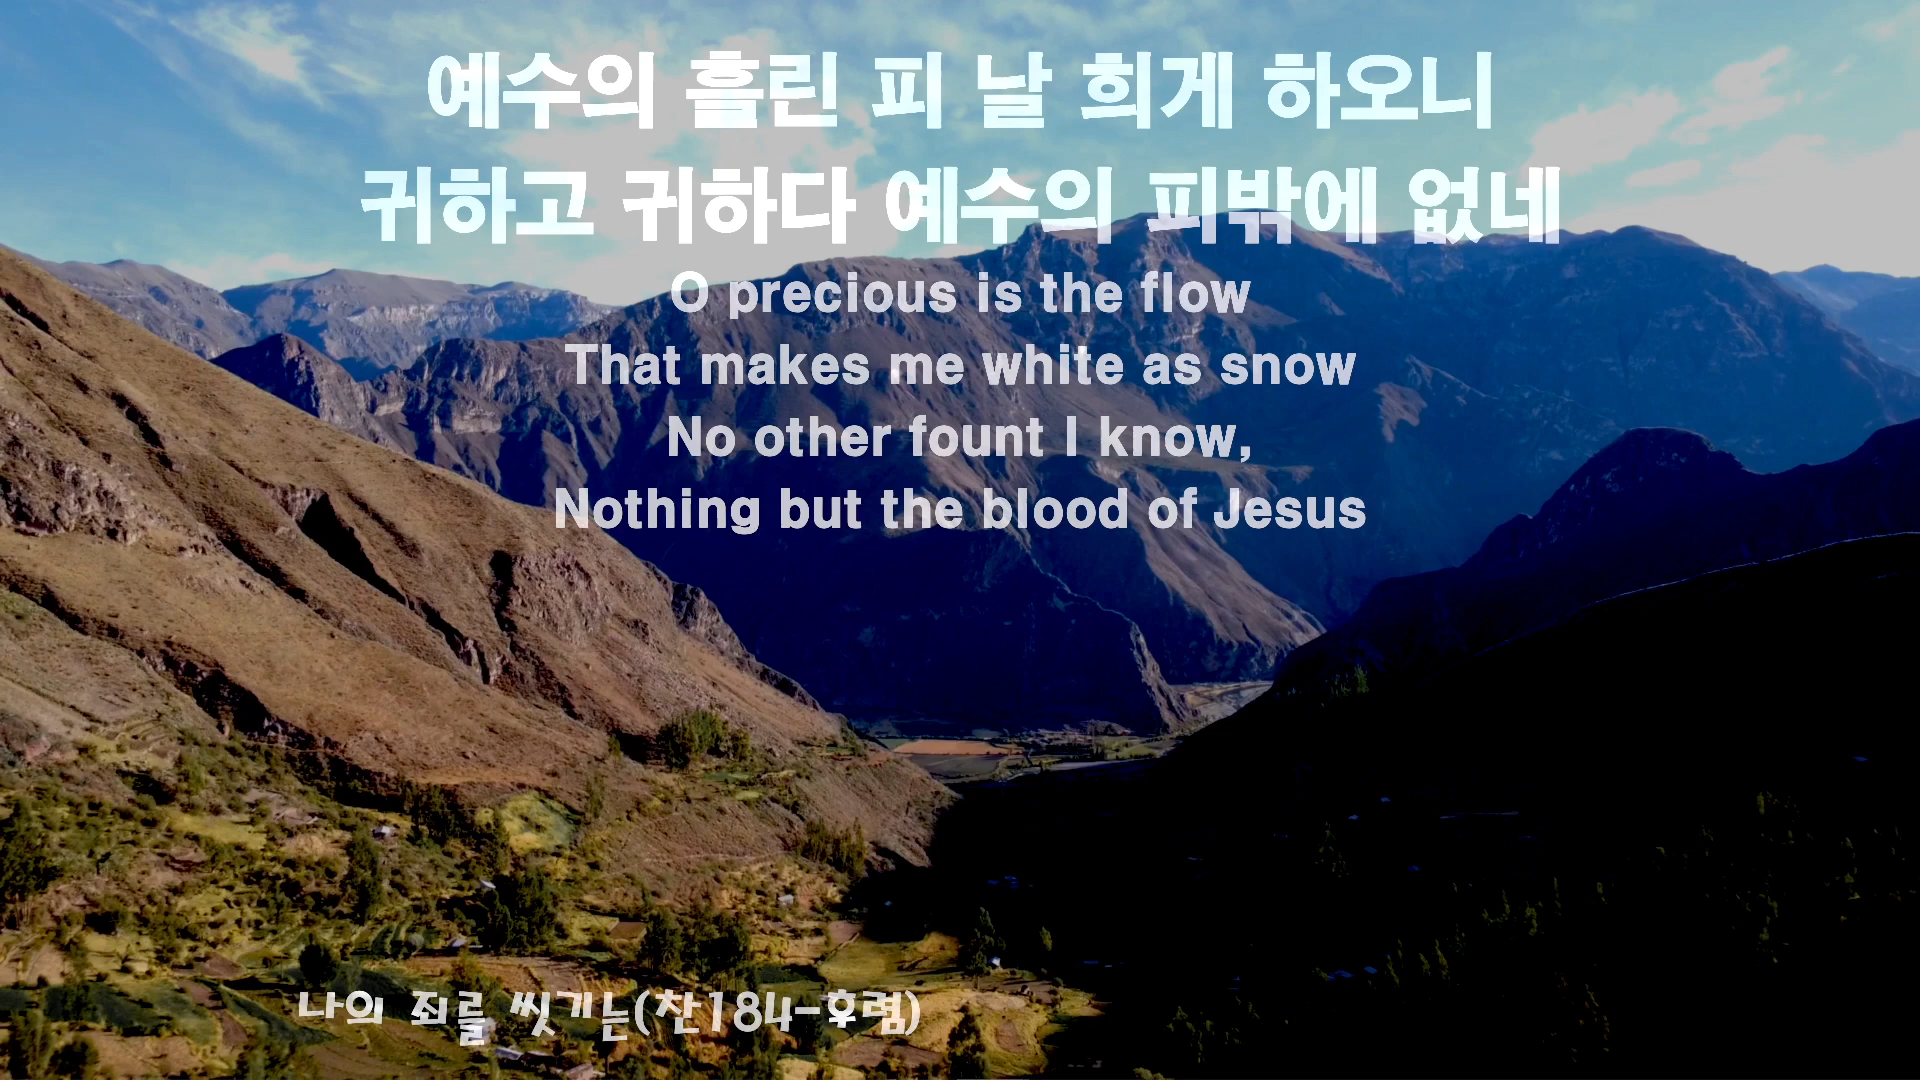 예수의 흘린 피 날 희게 하오니
귀하고 귀하다 예수의 피밖에 없네
O precious is the flow
That makes me white as snow
No other fount I know,
Nothing but the blood of Jesus
나의 죄를 씻기는(찬184-후렴)